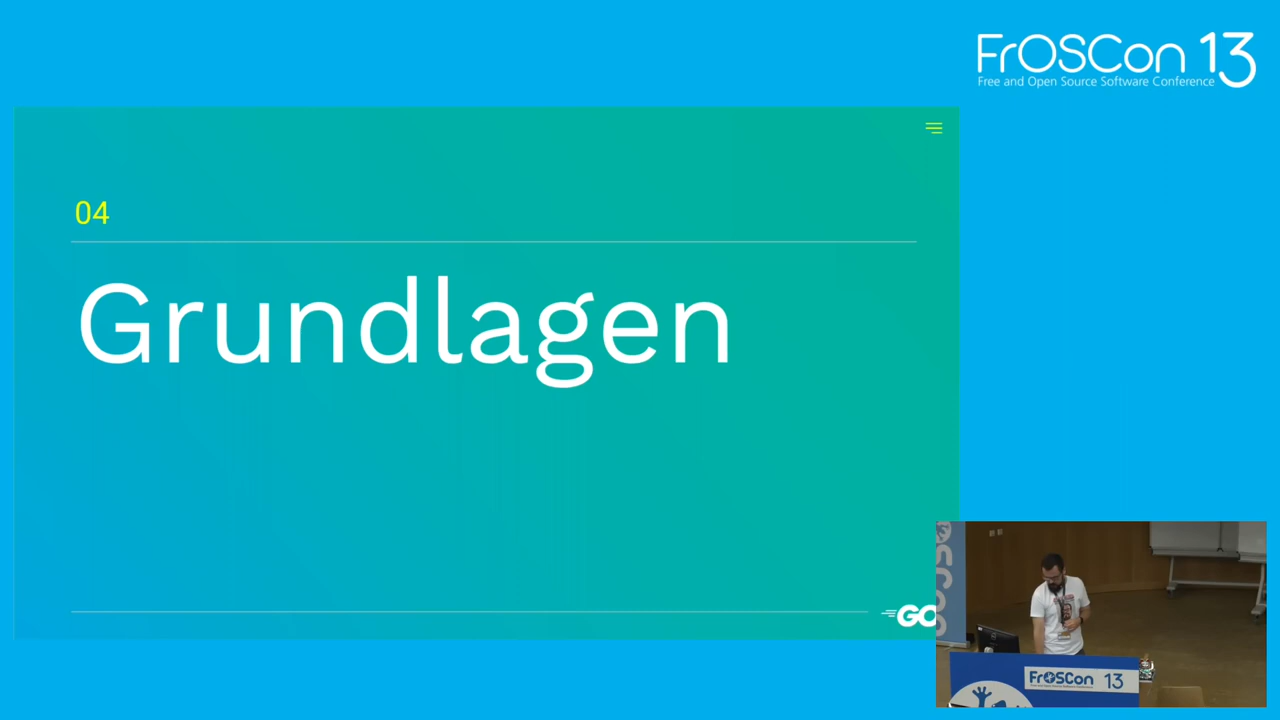 FrOSCon 13
Free and Open Source Software Conference
04
Grundlagen
GO
FrOSCon 13